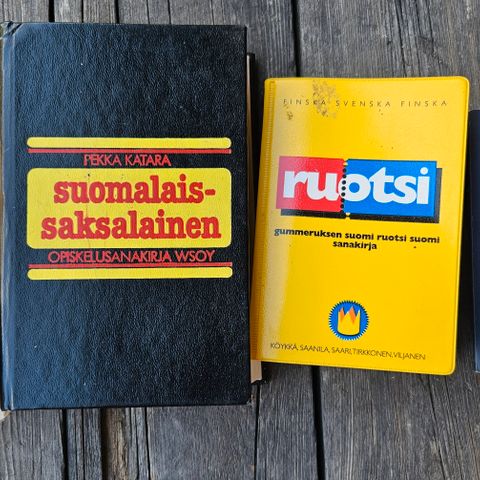 PEKKA KATARA
suomalais-
saksalainen
OPISKELUSANAKIRJA WSOY
FINSKA SVENSKA FINSKA
ruotsi
gummeruksen suomi ruotsi suomi
sanakirja
KÖYKKÄ, SAANILA, SAARI, TIRKKONEN, VILJANEN